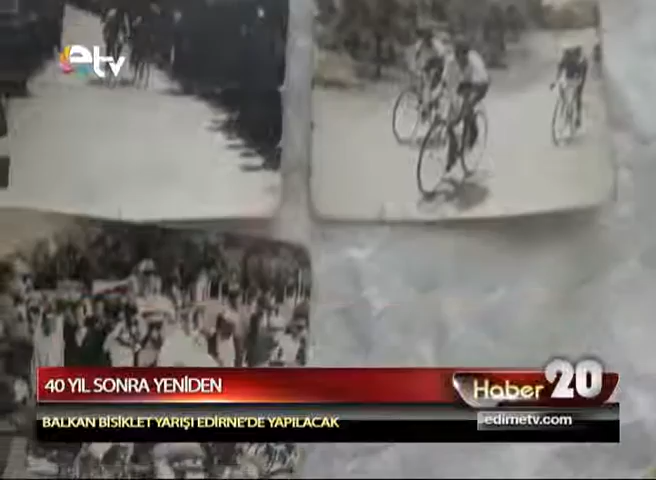 etv
40 YIL SONRA YENİDEN
Haber 20
BALKAN BİSİKLET YARIŞI EDİRNE'DE YAPILACAK
edirnetv.com